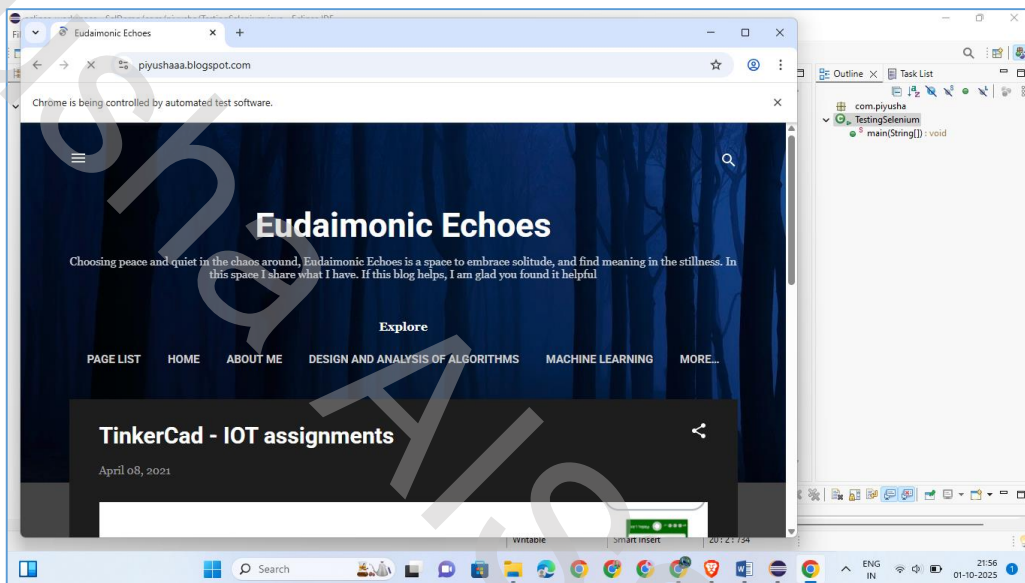 Eudaimonic Echoes
piyushaaa.blogspot.com
Chrome is being controlled by automated test software.
Eudaimonic Echoes
Choosing peace and quiet in the chaos around, Eudaimonic Echoes is a space to embrace solitude, and find meaning in the stillness. In
this space I share what I have. If this blog helps, I am glad you found it helpful
Explore
PAGE LIST HOME ABOUT ME DESIGN AND ANALYSIS OF ALGORITHMS MACHINE LEARNING MORE...
TinkerCad - IOT assignments
April 08, 2021
Outline Task List
com.piyusha
TestingSelenium
main(String[]) : void
Writable Smart Insert 20 : 2 : 734
Search
ENG
IN
21:56
01-10-2025
1